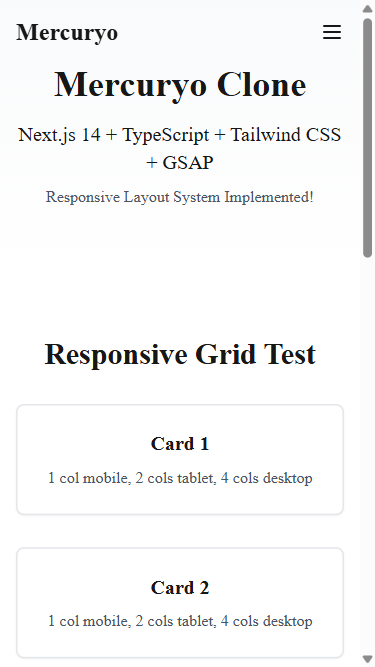 Mercuryo
Mercuryo Clone
Next.js 14 + TypeScript + Tailwind CSS
+ GSAP
Responsive Layout System Implemented!
Responsive Grid Test
Card 1
1 col mobile, 2 cols tablet, 4 cols desktop
Card 2
1 col mobile, 2 cols tablet, 4 cols desktop